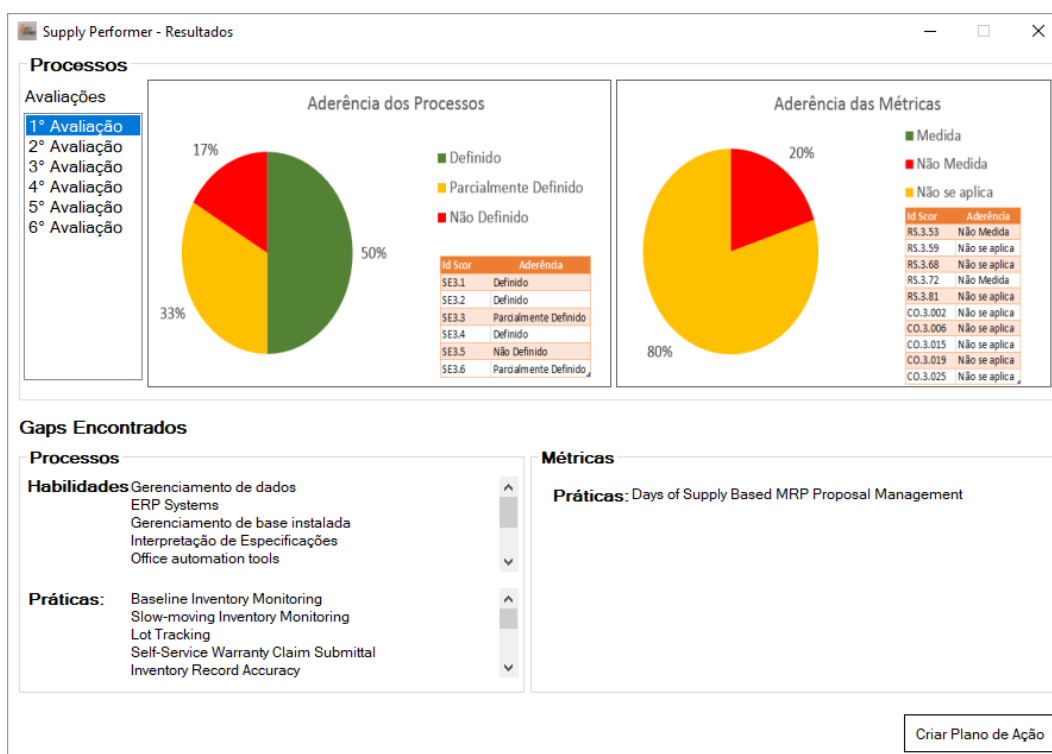 Supply Performer - Resultados
Processos
Avaliações
1° Avaliação
2° Avaliação
3° Avaliação
4° Avaliação
5° Avaliação
6° Avaliação
Aderência dos Processos
17%
50%
33%
Definido
Parcialmente Definido
Não Definido
Id Scor Aderência
SE3.1 Definido
SE3.2 Definido
SE3.3 Parcialmente Definido
SE3.4 Definido
SE3.5 Não Definido
SE3.6 Parcialmente Definido
Aderência das Métricas
20%
80%
Medida
Não Medida
Não se aplica
Id Scor Aderência
RS.3.53 Não Medida
RS.3.59 Não se aplica
RS.3.68 Não se aplica
RS.3.72 Não Medida
RS.3.81 Não se aplica
CO.3.002 Não se aplica
CO.3.006 Não se aplica
CO.3.015 Não se aplica
CO.3.019 Não se aplica
CO.3.025 Não se aplica
Gaps Encontrados
Processos
Habilidades Gerenciamento de dados
ERP Systems
Gerenciamento de base instalada
Interpretação de Especificações
Office automation tools
Práticas: Baseline Inventory Monitoring
Slow-moving Inventory Monitoring
Lot Tracking
Self-Service Warranty Claim Submittal
Inventory Record Accuracy
Métricas
Práticas: Days of Supply Based MRP Proposal Management
Criar Plano de Ação